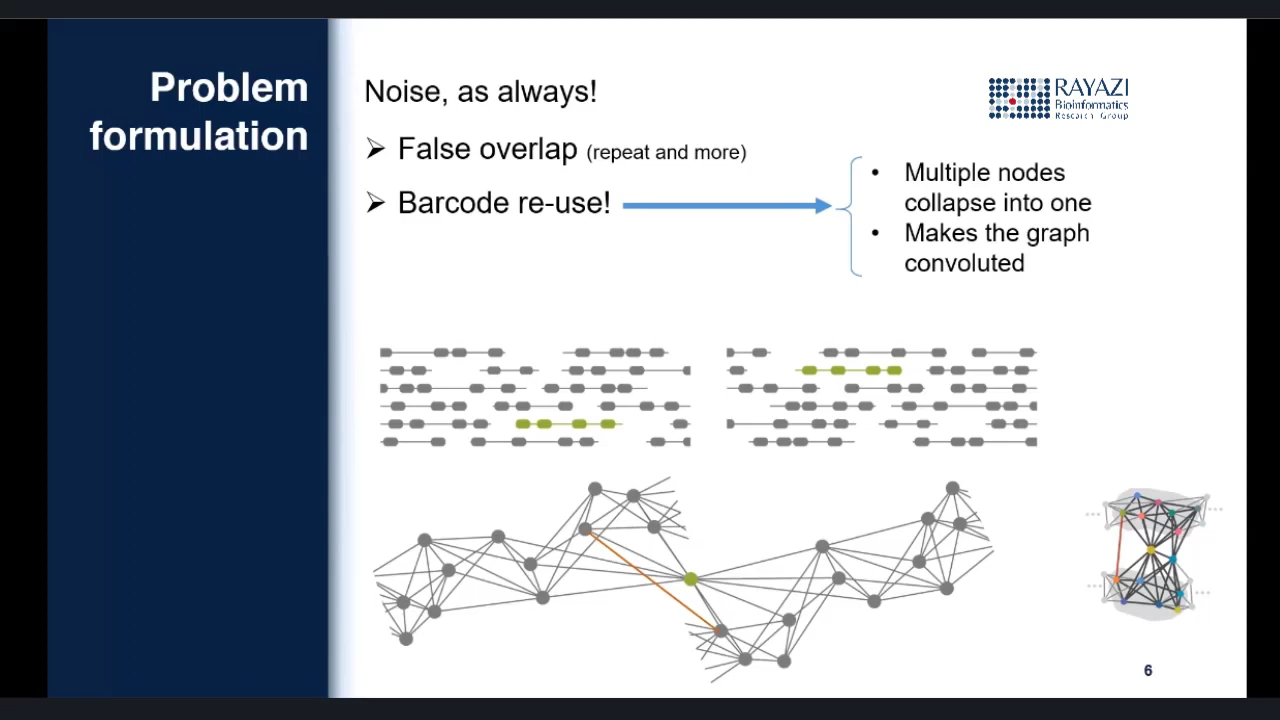 Problem
formulation
Noise, as always!
➢ False overlap (repeat and more)
➢ Barcode re-use!
• Multiple nodes
collapse into one
• Makes the graph
convoluted
RAYAZI
Bioinformatics
Research Group
6